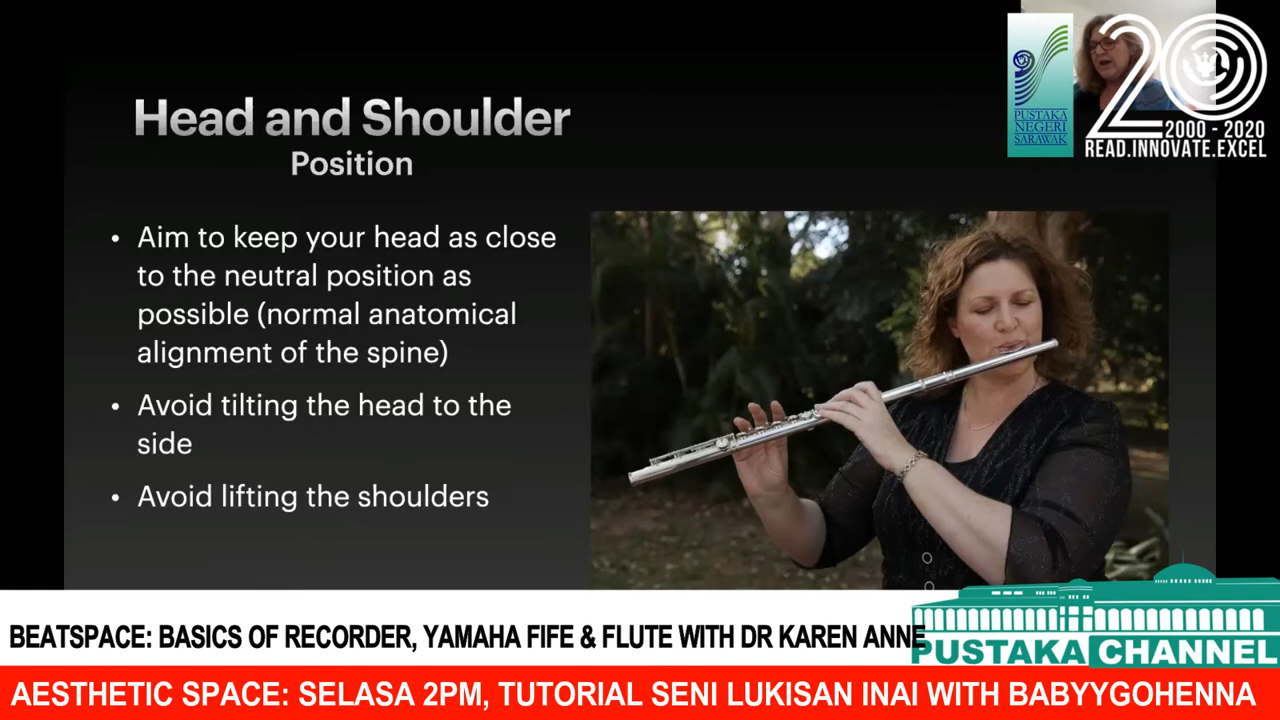 Head and Shoulder
Position
• Aim to keep your head as close
to the neutral position as
possible (normal anatomical
alignment of the spine)
• Avoid tilting the head to the
side
• Avoid lifting the shoulders
PUSTAKA
NEGERI
SARAWAK
20
2000 - 2020
READ.INNOVATE.EXCEL
BEATSPACE: BASICS OF RECORDER, YAMAHA FIFE & FLUTE WITH DR KAREN ANNE
PUSTAKA CHANNEL
AESTHETIC SPACE: SELASA 2PM, TUTORIAL SENI LUKISAN INAI WITH BABYYGOHENNA